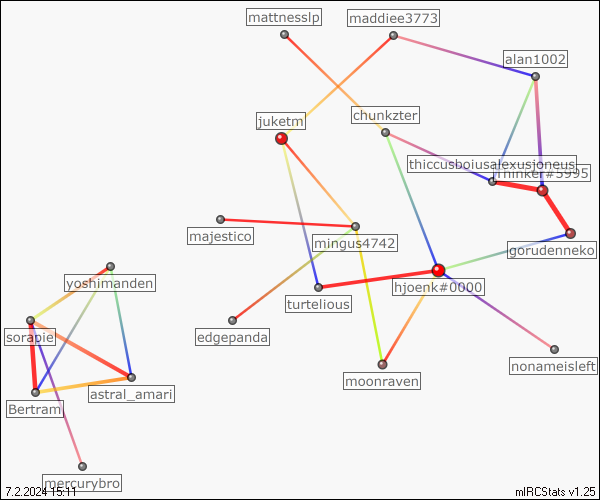 mattnesslp
maddiee3773
alan1002
juketm
chunkzter
thiccusboiusalexusjoneus
Thinker#5995
majestico
mingus4742
gorudenneko
yoshimanden
turtelious
hjoenk#0000
sorapie
edgepanda
nonameisleft
moonraven
astral_amari
Bertram
mercurybro
7.2.2024 15:11
mIRCStats v1.25